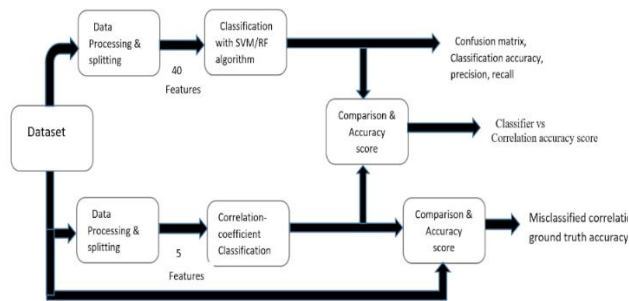 Data
Processing &
splitting
40
Features
Classification
with SVM/RF
algorithm
Confusion matrix,
Classification accuracy,
precision, recall
Dataset
Comparison &
Accuracy
score
Classifier vs
Correlation accuracy score
Data
Processing &
splitting
5
Features
Correlation-
coefficient
Classification
Comparison &
Accuracy
score
Misclassified
ground truth accuracy